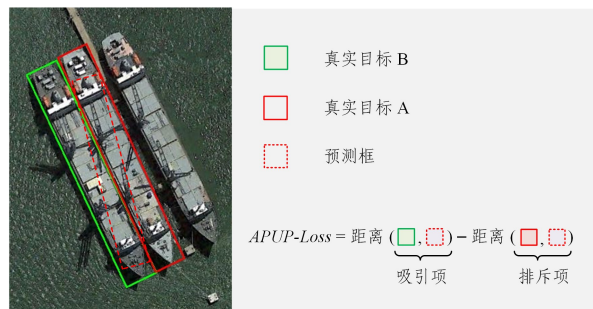 真实目标 B
真实目标 A
预测框
APUP-Loss = 距离 ( , ) − 距离 ( , )
吸引项 排斥项